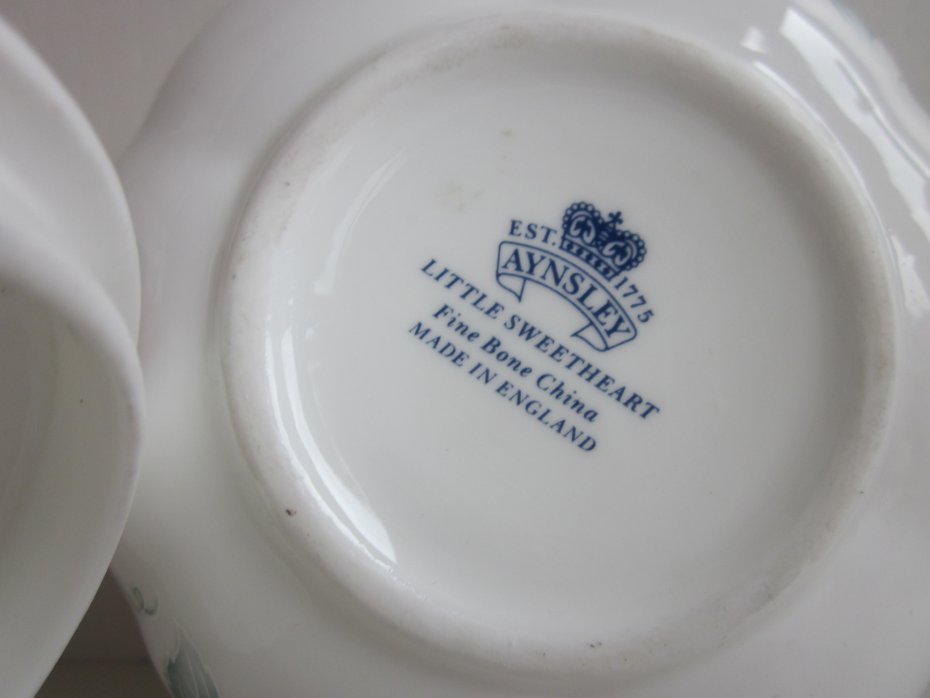 EST. 1775
AYNSLEY
LITTLE SWEETHEART
Fine Bone China
MADE IN ENGLAND